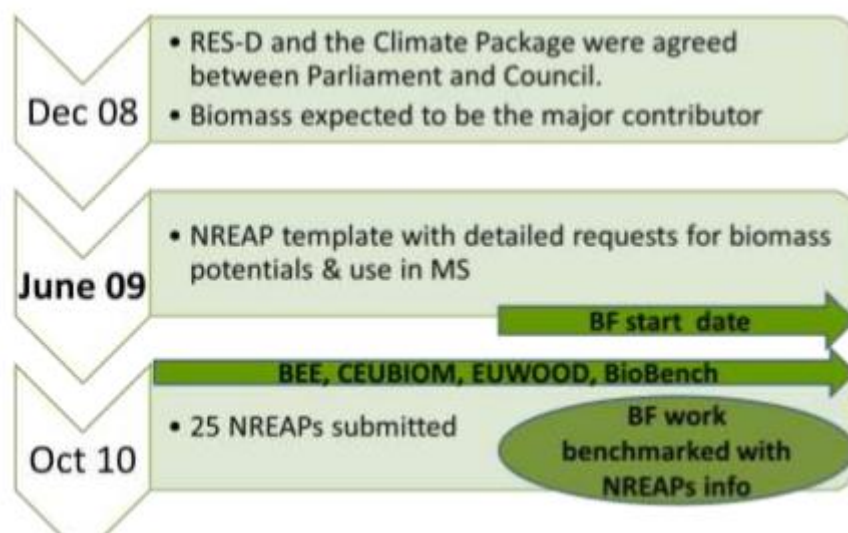 Dec 08
• RES-D and the Climate Package were agreed
between Parliament and Council.
• Biomass expected to be the major contributor
June 09
• NREAP template with detailed requests for biomass
potentials & use in MS
BF start date
BEE, CEUBIOM, EUWOOD, BioBench
Oct 10
• 25 NREAPs submitted
BF work
benchmarked with
NREAPs info